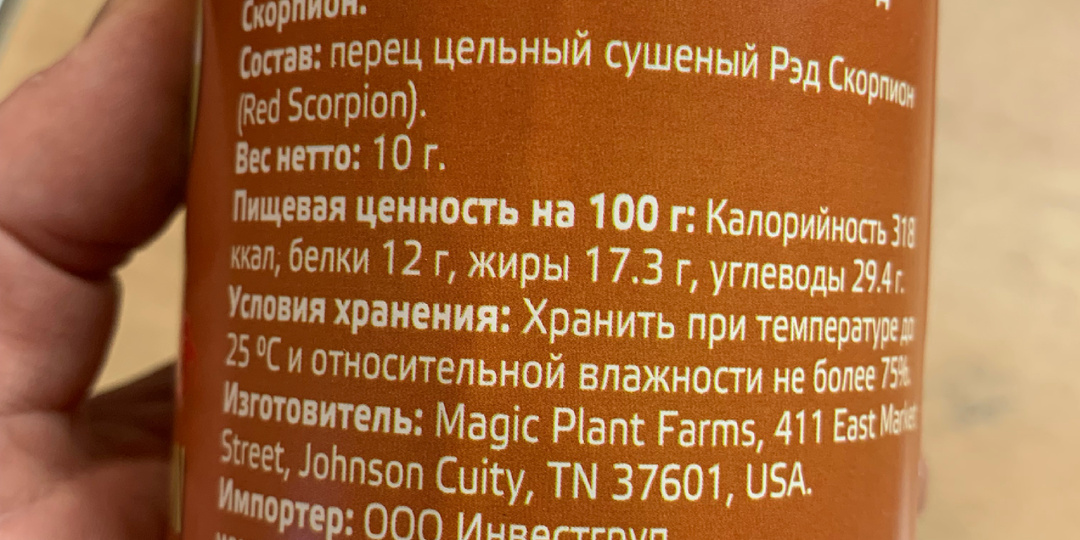 Скорпион.
Состав: перец цельный сушеный Рэд Скорпион
(Red Scorpion).
Вес нетто: 10 г.
Пищевая ценность на 100 г: Калорийность 318
ккал, белки 12 г, жиры 17.3 г, углеводы 29.4 г.
Условия хранения: Хранить при температуре до
25 ºC и относительной влажности не более 75%.
Изготовитель: Magic Plant Farms, 411 East Market
Street, Johnson Cuity, TN 37601, USA.
Импортер: ООО Инвестгруп